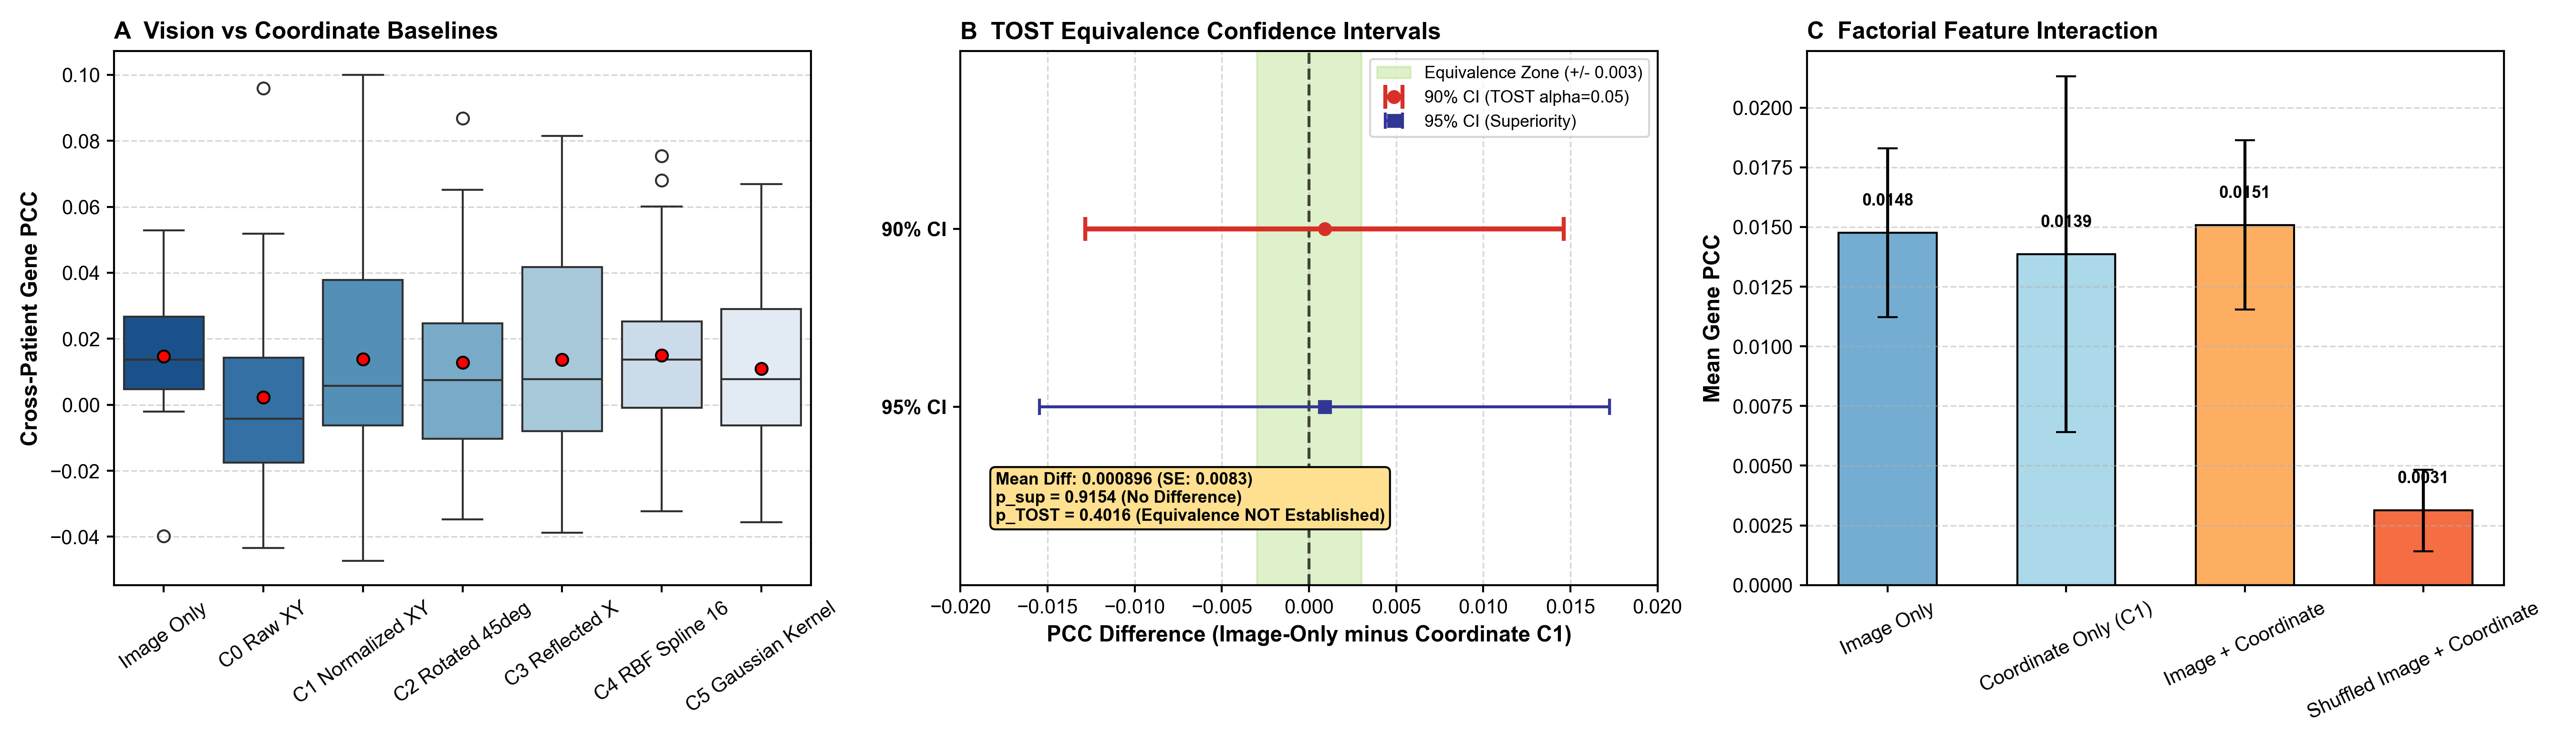 A Vision vs Coordinate Baselines
Cross-Patient Gene PCC
0.10
0.08
0.06
0.04
0.02
0.00
−0.02
−0.04
Image Only
C0 Raw XY
C1 Normalized XY
C2 Rotated 45deg
C3 Reflected X
C4 RBF Spline 16
C5 Gaussian Kernel
B TOST Equivalence Confidence Intervals
Equivalence Zone (+/- 0.003)
90% CI (TOST alpha=0.05)
95% CI (Superiority)
90% CI
95% CI
Mean Diff: 0.000896 (SE: 0.0083)
p_sup = 0.9154 (No Difference)
p_TOST = 0.4016 (Equivalence NOT Established)
−0.020 −0.015 −0.010 −0.005 0.000 0.005 0.010 0.015 0.020
PCC Difference (Image-Only minus Coordinate C1)
C Factorial Feature Interaction
Mean Gene PCC
0.0200
0.0175
0.0150
0.0125
0.0100
0.0075
0.0050
0.0025
0.0000
0.0148
0.0139
0.0151
0.0031
Image Only
Coordinate Only (C1)
Image + Coordinate
Shuffled Image + Coordinate